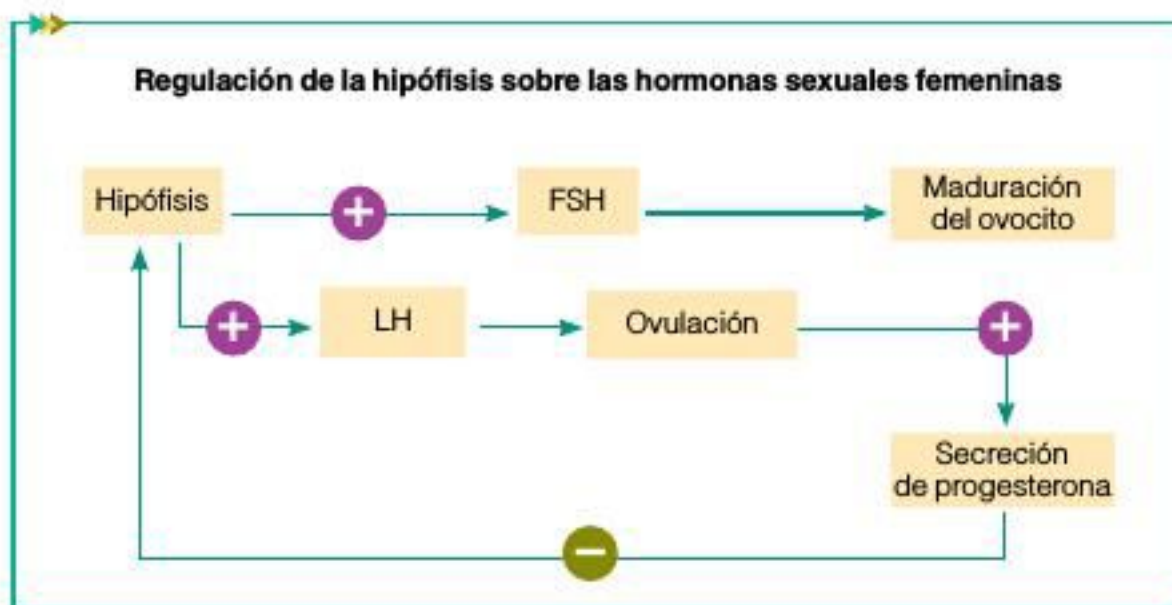 Regulación de la hipófisis sobre las hormonas sexuales femeninas
Hipófisis
+
FSH
Maduración
del ovocito
+
LH
Ovulación
+
Secreción
de progesterona
−